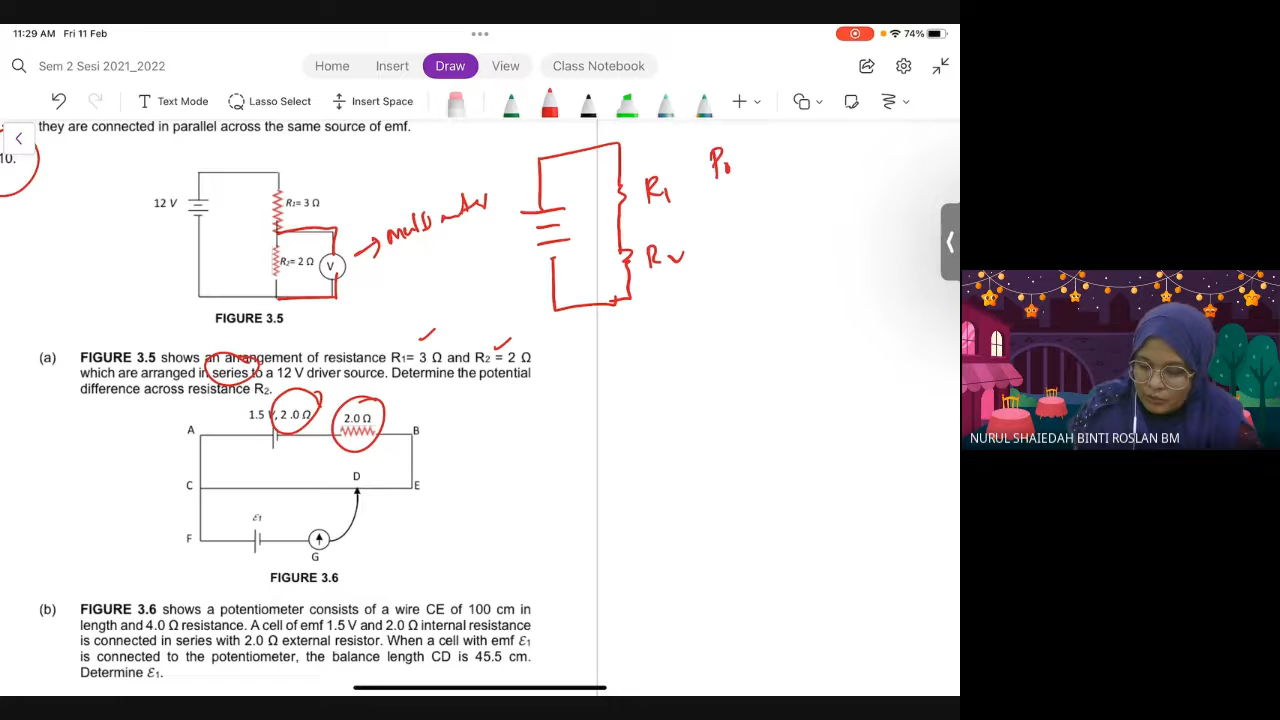 11:29 AM Fri 11 Feb
74%
Sem 2 Sesi 2021_2022
Home Insert Draw View Class Notebook
Text Mode Lasso Select Insert Space
they are connected in parallel across the same source of emf.
10.
12 V
R1= 3 Ω
R2= 2 Ω
V
FIGURE 3.5
R1
R2
P
(a) FIGURE 3.5 shows an arrangement of resistance R1= 3 Ω and R2 = 2 Ω
which are arranged in series to a 12 V driver source. Determine the potential
difference across resistance R2.
1.5 V, 2 .0 Ω
2.0 Ω
A
B
C
D
E
F
ℰ1
G
FIGURE 3.6
(b) FIGURE 3.6 shows a potentiometer consists of a wire CE of 100 cm in
length and 4.0 Ω resistance. A cell of emf 1.5 V and 2.0 Ω internal resistance
is connected in series with 2.0 Ω external resistor. When a cell with emf ℰ1
is connected to the potentiometer, the balance length CD is 45.5 cm.
Determine ℰ1.
NURUL SHAIEDAH BINTI ROSLAN BM